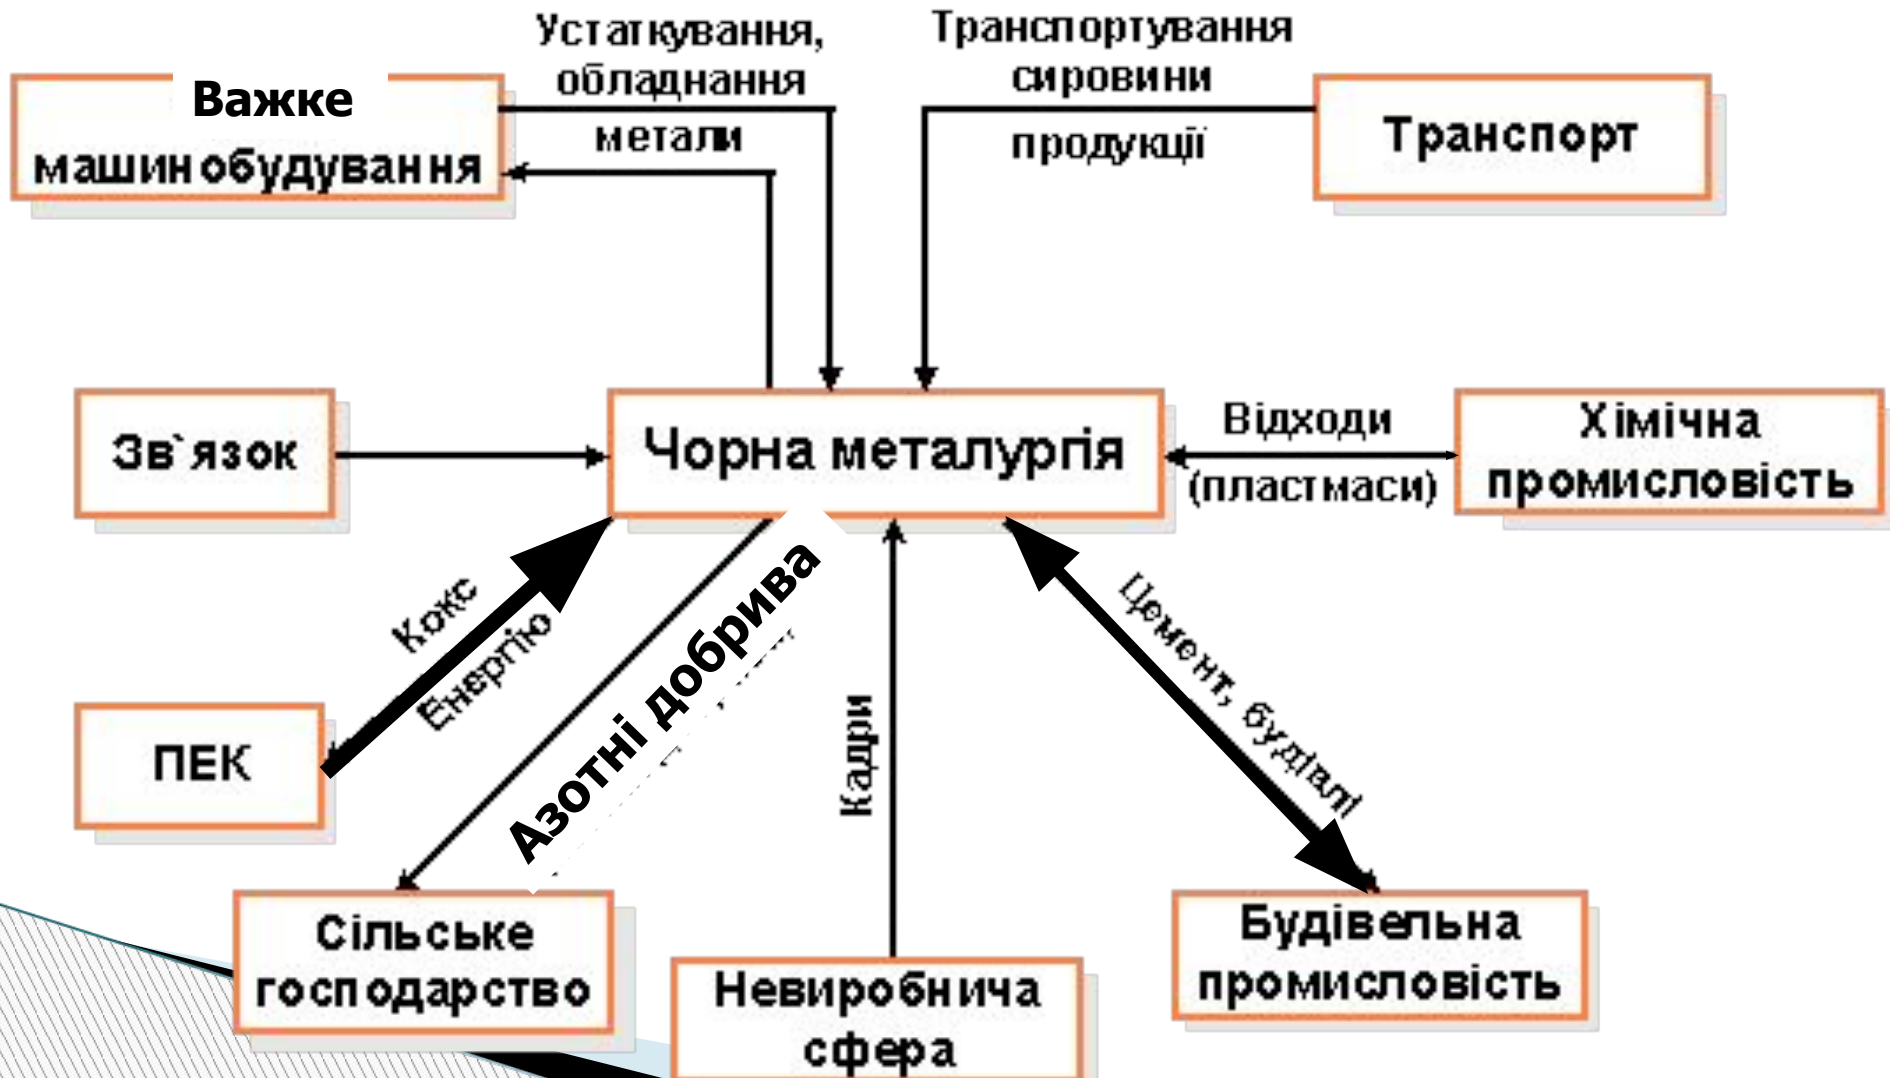 Устаткування,
обладнання
метали
Транспортування
сировини
продукції
Важке
машинобудування
Транспорт
Зв`язок
Чорна металургія
Відходи
(пластмаси)
Хімічна
промисловість
Кокс
Енергію
Азотні добрива
Кадри
Цемент, будівлі
ПЕК
Сільське
господарство
Невиробнича
сфера
Будівельна
промисловість